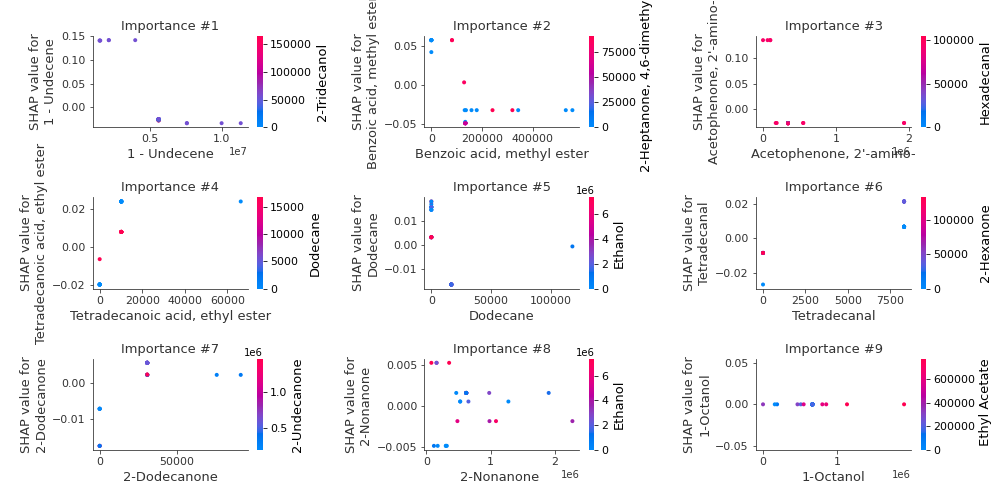 Importance #1
SHAP value for
1 - Undecene
0.15
0.10
0.05
0.00
0.5
1.0
1e7
1 - Undecene
150000
100000
50000
0
2-Tridecanol
Importance #2
SHAP value for
Benzoic acid, methyl ester
0.05
0.00
−0.05
0
200000
400000
Benzoic acid, methyl ester
75000
50000
25000
0
2-Heptanone, 4,6-dimethy
Importance #3
SHAP value for
Acetophenone, 2'-amino-
0.10
0.05
0.00
0
1
2
1e6
Acetophenone, 2'-amino-
100000
50000
0
Hexadecanal
Importance #4
SHAP value for
Tetradecanoic acid, ethyl ester
0.02
0.00
−0.02
0
20000
40000
60000
Tetradecanoic acid, ethyl ester
15000
10000
5000
0
Dodecane
Importance #5
SHAP value for
Dodecane
0.01
0.00
−0.01
0
50000
100000
Dodecane
1e6
6
4
2
0
Ethanol
Importance #6
SHAP value for
Tetradecanal
0.02
0.00
−0.02
0
2500
5000
7500
Tetradecanal
100000
50000
0
2-Hexanone
Importance #7
SHAP value for
2-Dodecanone
0.00
−0.01
0
50000
2-Dodecanone
1e6
1.0
0.5
2-Undecanone
Importance #8
SHAP value for
2-Nonanone
0.005
0.000
−0.005
0
1
2
1e6
2-Nonanone
1e6
6
4
2
0
Ethanol
Importance #9
SHAP value for
1-Octanol
0.05
0.00
−0.05
0
1
1e6
1-Octanol
600000
400000
200000
0
Ethyl Acetate